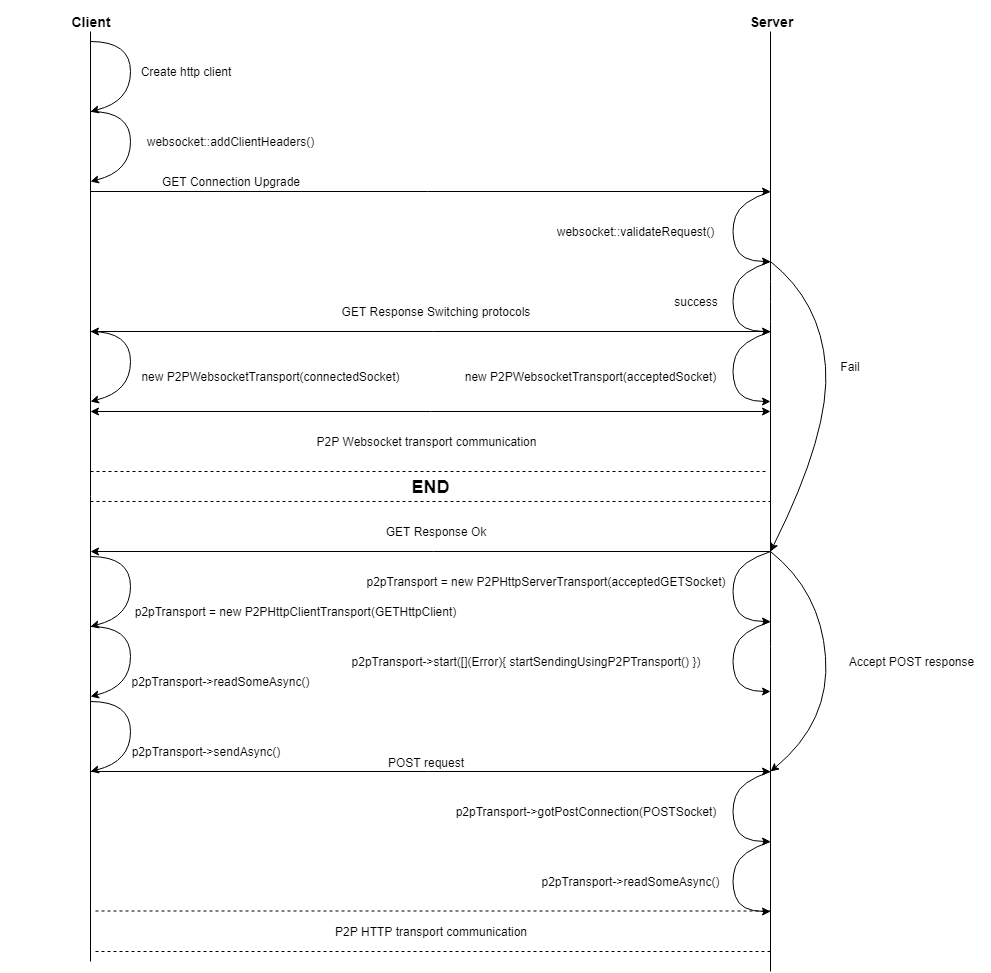 Client
Server
Create http client
websocket::addClientHeaders()
GET Connection Upgrade
websocket::validateRequest()
success
GET Response Switching protocols
Fail
new P2PWebsocketTransport(connectedSocket)
new P2PWebsocketTransport(acceptedSocket)
P2P Websocket transport communication
END
GET Response Ok
p2pTransport = new P2PHttpServerTransport(acceptedGETSocket)
p2pTransport = new P2PHttpClientTransport(GETHttpClient)
p2pTransport->start([](Error){ startSendingUsingP2PTransport() })
Accept POST response
p2pTransport->readSomeAsync()
p2pTransport->sendAsync()
POST request
p2pTransport->gotPostConnection(POSTSocket)
p2pTransport->readSomeAsync()
P2P HTTP transport communication